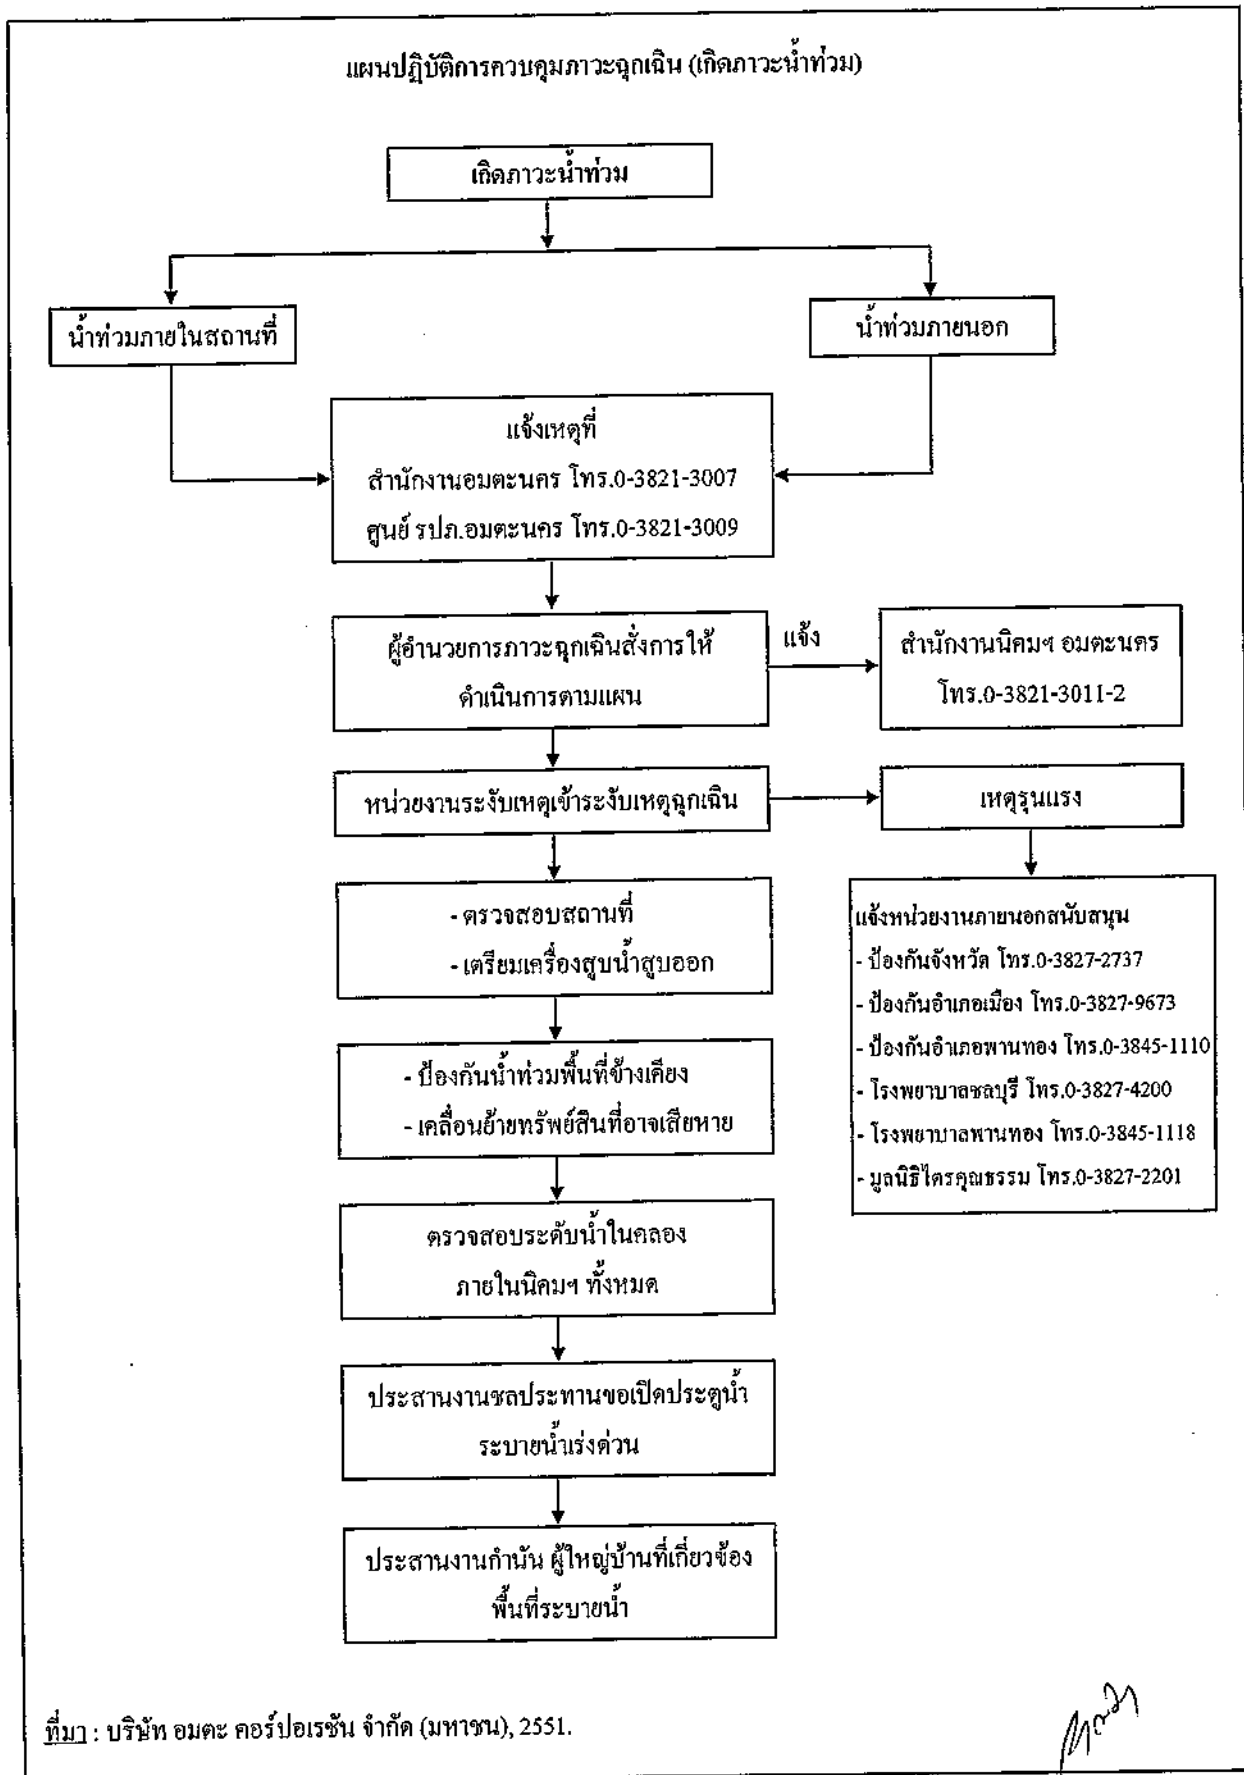 แผนปฏิบัติการควบคุมภาวะฉุกเฉิน (เกิดภาวะน้ำท่วม)
เกิดภาวะน้ำท่วม
น้ำท่วมภายในสถานที่
น้ำท่วมภายนอก
แจ้งเหตุที่
สำนักงานอมตะนคร โทร.0-3821-3007
ศูนย์ รปภ.อมตะนคร โทร.0-3821-3009
ผู้อำนวยการภาวะฉุกเฉินสั่งการให้
ดำเนินการตามแผน
แจ้ง
สำนักงานนิคมฯ อมตะนคร
โทร.0-3821-3011-2
หน่วยงานระงับเหตุเข้าระงับเหตุฉุกเฉิน
เหตุรุนแรง
- ตรวจสอบสถานที่
- เตรียมเครื่องสูบน้ำสูบออก
แจ้งหน่วยงานภายนอกสนับสนุน
- ป้องกันจังหวัด โทร.0-3827-2737
- ป้องกันอำเภอเมือง โทร.0-3827-9673
- ป้องกันอำเภอพานทอง โทร.0-3845-1110
- โรงพยาบาลชลบุรี โทร.0-3827-4200
- โรงพยาบาลพานทอง โทร.0-3845-1118
- มูลนิธิไตรคุณธรรม โทร.0-3827-2201
- ป้องกันน้ำท่วมพื้นที่ข้างเคียง
- เคลื่อนย้ายทรัพย์สินที่อาจเสียหาย
ตรวจสอบระดับน้ำในคลอง
ภายในนิคมฯ ทั้งหมด
ประสานงานชลประทานขอเปิดประตูน้ำ
ระบายน้ำเร่งด่วน
ประสานงานกำนัน ผู้ใหญ่บ้านที่เกี่ยวข้อง
พื้นที่ระบายน้ำ
ที่มา : บริษัท อมตะ คอร์ปอเรชัน จำกัด (มหาชน), 2551.